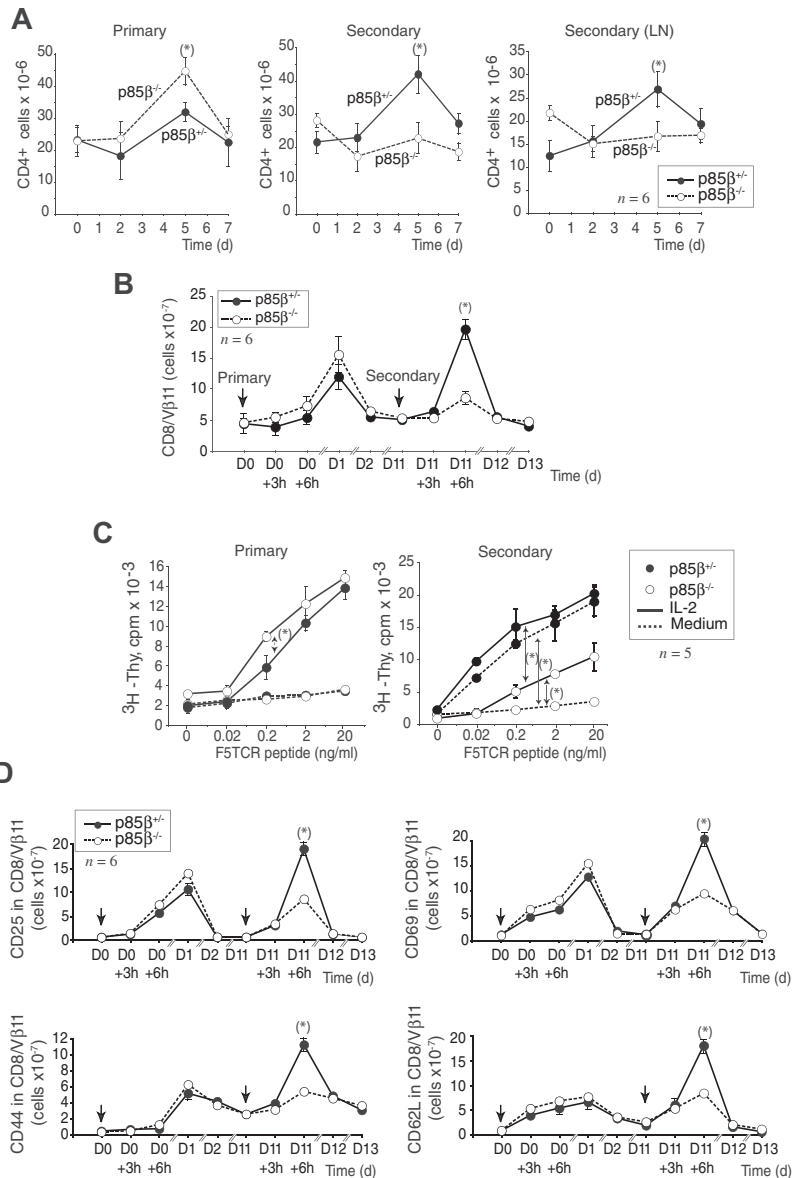 A
Primary
CD4+ cells x 10-6
50
40
30
20
10
0
(*)
p85β-/-
p85β+/-
0 1 2 3 4 5 6 7
Time (d)
Secondary
CD4+ cells x 10-6
50
40
30
20
10
0
(*)
p85β+/-
p85β-/-
0 1 2 3 4 5 6 7
Time (d)
Secondary (LN)
CD4+ cells x 10-6
35
30
25
20
15
10
5
0
(*)
p85β+/-
p85β-/-
n = 6
p85β+/-
p85β-/-
0 1 2 3 4 5 6 7
Time (d)
B
CD8/Vβ11 (cells x10-7)
25
20
15
10
5
0
p85β+/-
p85β-/-
n = 6
Primary
Secondary
(*)
D0 D0 D0 D1 D2 D11 D11 D11 D12 D13
+3h +6h +3h +6h
Time (d)
C
Primary
3H -Thy, cpm x 10-3
16
14
12
10
8
6
4
2
0
(*)
0 0.02 0.2 2 20
F5TCR peptide (ng/ml)
Secondary
3H -Thy, cpm x 10-3
25
20
15
10
5
0
(*)
(*)
(*)
0 0.02 0.2 2 20
F5TCR peptide (ng/ml)
p85β+/-
p85β-/-
IL-2
Medium
n = 5
D
CD25 in CD8/Vβ11
(cells x10-7)
20
15
10
5
0
p85β+/-
p85β-/-
n = 6
(*)
D0 D0 D0 D1 D2 D11 D11 D11 D12 D13
+3h +6h +3h +6h Time (d)
CD69 in CD8/Vβ11
(cells x10-7)
20
15
10
5
0
(*)
D0 D0 D0 D1 D2 D11 D11 D11 D12 D13
+3h +6h +3h +6h Time (d)
CD44 in CD8/Vβ11
(cells x10-7)
12
10
8
6
4
2
0
(*)
D0 D0 D0 D1 D2 D11 D11 D11 D12 D13
+3h +6h +3h +6h Time (d)
CD62L in CD8/Vβ11
(cells x10-7)
20
15
10
5
0
(*)
D0 D0 D0 D1 D2 D11 D11 D11 D12 D13
+3h +6h +3h +6h Time (d)